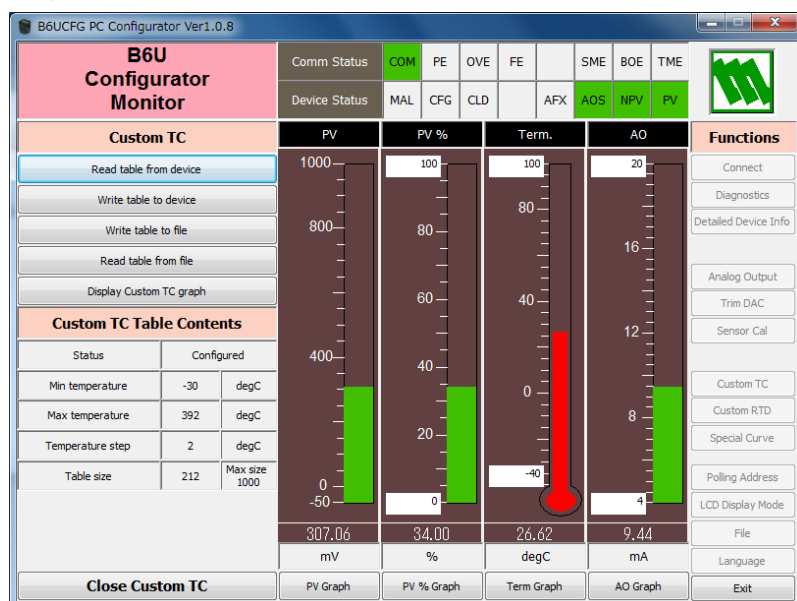 B6UCFG PC Configurator Ver1.0.8
B6U
Configurator
Monitor
Comm Status COM PE OVE FE SME BOE TME
Device Status MAL CFG CLD AFX AOS NPV PV
Custom TC
Read table from device
Write table to device
Write table to file
Read table from file
Display Custom TC graph
Custom TC Table Contents
Status Configured
Min temperature -30 degC
Max temperature 392 degC
Temperature step 2 degC
Table size 212 Max size
1000
Close Custom TC
PV
1000
800
400
0
-50
307.06
mV
PV Graph
PV %
100
80
60
40
20
0
34.00
%
PV % Graph
Term.
100
80
40
0
-40
26.62
degC
Term Graph
AO
20
16
12
8
4
9.44
mA
AO Graph
Functions
Connect
Diagnostics
Detailed Device Info
Analog Output
Trim DAC
Sensor Cal
Custom TC
Custom RTD
Special Curve
Polling Address
LCD Display Mode
File
Language
Exit